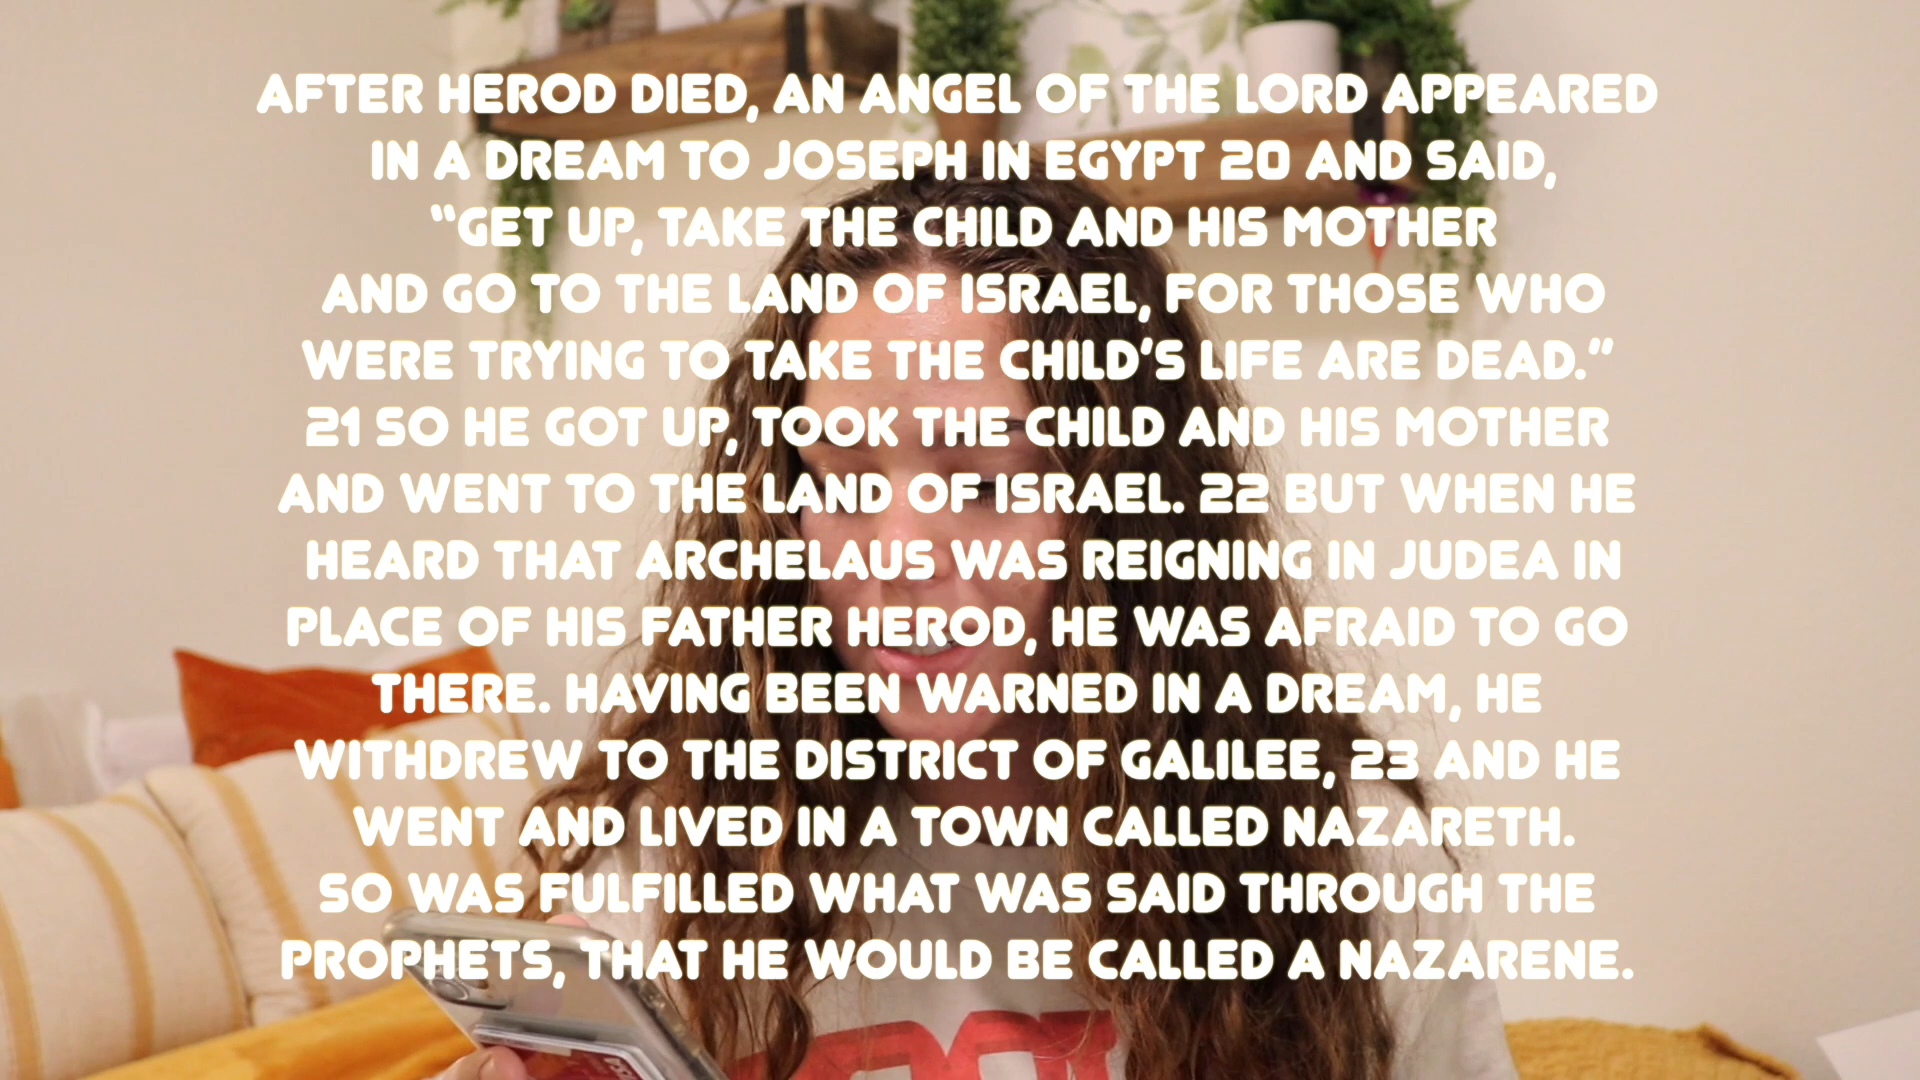 AFTER HEROD DIED, AN ANGEL OF THE LORD APPEARED
IN A DREAM TO JOSEPH IN EGYPT 20 AND SAID,
“GET UP, TAKE THE CHILD AND HIS MOTHER
AND GO TO THE LAND OF ISRAEL, FOR THOSE WHO
WERE TRYING TO TAKE THE CHILD’S LIFE ARE DEAD.”
21 SO HE GOT UP, TOOK THE CHILD AND HIS MOTHER
AND WENT TO THE LAND OF ISRAEL. 22 BUT WHEN HE
HEARD THAT ARCHELAUS WAS REIGNING IN JUDEA IN
PLACE OF HIS FATHER HEROD, HE WAS AFRAID TO GO
THERE. HAVING BEEN WARNED IN A DREAM, HE
WITHDREW TO THE DISTRICT OF GALILEE, 23 AND HE
WENT AND LIVED IN A TOWN CALLED NAZARETH.
SO WAS FULFILLED WHAT WAS SAID THROUGH THE
PROPHETS, THAT HE WOULD BE CALLED A NAZARENE.